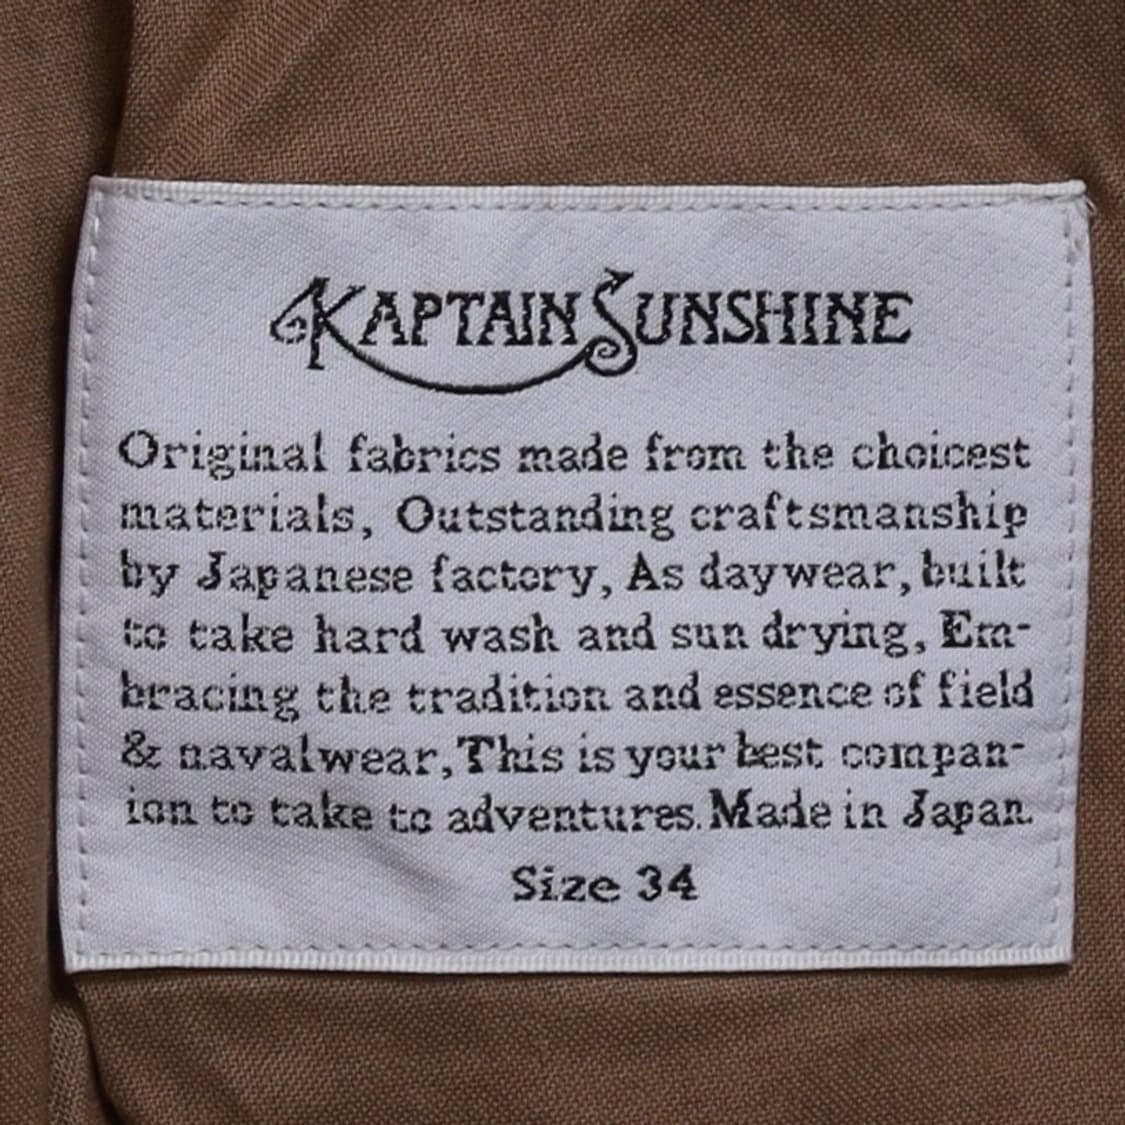 KAPTAIN SUNSHINE
Original fabrics made from the choicest
materials, Outstanding craftsmanship
by Japanese factory, As daywear, built
to take hard wash and sun drying, Em-
bracing the tradition and essence of field
& navalwear, This is your best compan-
ion to take to adventures. Made in Japan.
Size 34